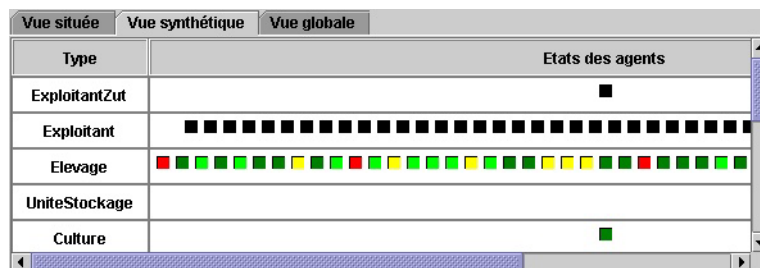 Vue située Vue synthétique Vue globale
Type Etats des agents
ExploitantZut
Exploitant
Elevage
UniteStockage
Culture